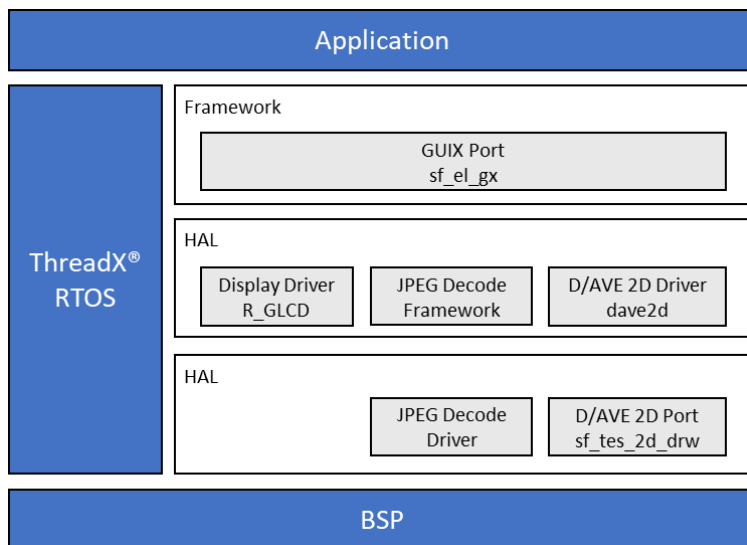 Application
ThreadX®
RTOS
Framework
GUIX Port
sf_el_gx
HAL
Display Driver
R_GLCD
JPEG Decode
Framework
D/AVE 2D Driver
dave2d
HAL
JPEG Decode
Driver
D/AVE 2D Port
sf_tes_2d_drw
BSP